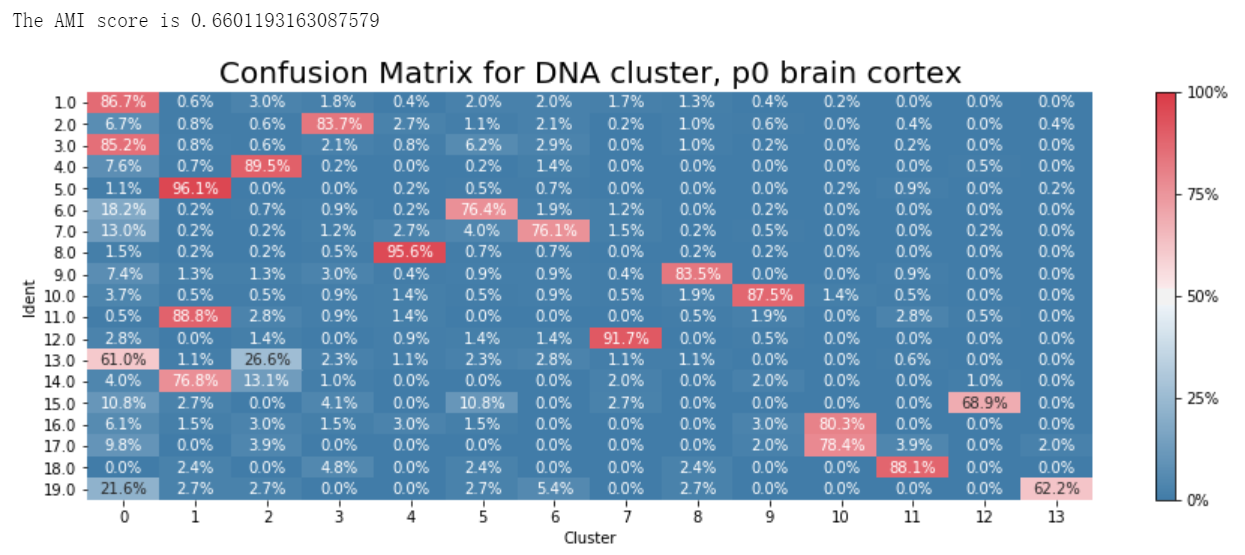 The AMI score is 0.6601193163087579
Confusion Matrix for DNA cluster, p0 brain cortex
1.0 86.7% 0.6% 3.0% 1.8% 0.4% 2.0% 2.0% 1.7% 1.3% 0.4% 0.2% 0.0% 0.0% 0.0%
2.0 6.7% 0.8% 0.6% 83.7% 2.7% 1.1% 2.1% 0.2% 1.0% 0.6% 0.0% 0.4% 0.0% 0.4%
3.0 85.2% 0.8% 0.6% 2.1% 0.8% 6.2% 2.9% 0.0% 1.0% 0.2% 0.0% 0.2% 0.0% 0.0%
4.0 7.6% 0.7% 89.5% 0.2% 0.0% 0.2% 1.4% 0.0% 0.0% 0.0% 0.0% 0.0% 0.5% 0.0%
5.0 1.1% 96.1% 0.0% 0.0% 0.2% 0.5% 0.7% 0.0% 0.0% 0.0% 0.2% 0.9% 0.0% 0.2%
6.0 18.2% 0.2% 0.7% 0.9% 0.2% 76.4% 1.9% 1.2% 0.0% 0.2% 0.0% 0.0% 0.0% 0.0%
7.0 13.0% 0.2% 0.2% 1.2% 2.7% 4.0% 76.1% 1.5% 0.2% 0.5% 0.0% 0.0% 0.2% 0.0%
8.0 1.5% 0.2% 0.2% 0.5% 95.6% 0.7% 0.7% 0.0% 0.2% 0.2% 0.0% 0.0% 0.0% 0.0%
9.0 7.4% 1.3% 1.3% 3.0% 0.4% 0.9% 0.9% 0.4% 83.5% 0.0% 0.0% 0.9% 0.0% 0.0%
10.0 3.7% 0.5% 0.5% 0.9% 1.4% 0.5% 0.9% 0.5% 1.9% 87.5% 1.4% 0.5% 0.0% 0.0%
11.0 0.5% 88.8% 2.8% 0.9% 1.4% 0.0% 0.0% 0.0% 0.5% 1.9% 0.0% 2.8% 0.5% 0.0%
12.0 2.8% 0.0% 1.4% 0.0% 0.9% 1.4% 1.4% 91.7% 0.0% 0.5% 0.0% 0.0% 0.0% 0.0%
13.0 61.0% 1.1% 26.6% 2.3% 1.1% 2.3% 2.8% 1.1% 1.1% 0.0% 0.0% 0.6% 0.0% 0.0%
14.0 4.0% 76.8% 13.1% 1.0% 0.0% 0.0% 0.0% 2.0% 0.0% 2.0% 0.0% 0.0% 1.0% 0.0%
15.0 10.8% 2.7% 0.0% 4.1% 0.0% 10.8% 0.0% 2.7% 0.0% 0.0% 0.0% 0.0% 68.9% 0.0%
16.0 6.1% 1.5% 3.0% 1.5% 3.0% 1.5% 0.0% 0.0% 0.0% 3.0% 80.3% 0.0% 0.0% 0.0%
17.0 9.8% 0.0% 3.9% 0.0% 0.0% 0.0% 0.0% 0.0% 0.0% 2.0% 78.4% 3.9% 0.0% 2.0%
18.0 0.0% 2.4% 0.0% 4.8% 0.0% 2.4% 0.0% 0.0% 2.4% 0.0% 0.0% 88.1% 0.0% 0.0%
19.0 21.6% 2.7% 2.7% 0.0% 0.0% 2.7% 5.4% 0.0% 2.7% 0.0% 0.0% 0.0% 0.0% 62.2%
0 1 2 3 4 5 6 7 8 9 10 11 12 13
Cluster
Ident
100%
75%
50%
25%
0%